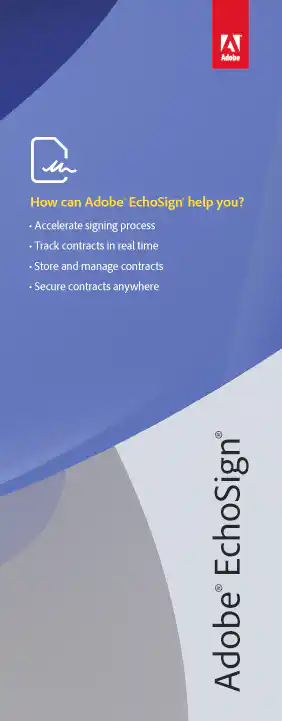 Adobe
How can Adobe® EchoSign® help you?
• Accelerate signing process
• Track contracts in real time
• Store and manage contracts
• Secure contracts anywhere
Adobe® EchoSign®